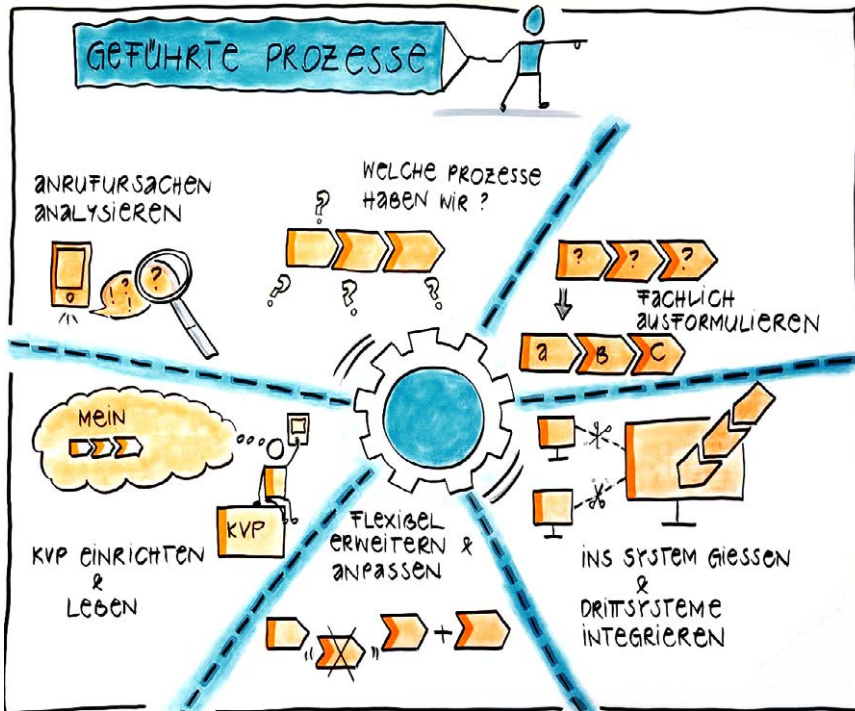 GEFÜHRTE PROZESSE
ANRUFURSACHEN
ANALYSIEREN
! ? !
?
WELCHE PROZESSE
HABEN WIR ?
?
? ? ?
? ? ?
FACHLICH
AUSFORMULIEREN
A B C
MEIN
KVP
KVP EINRICHTEN
&
LEBEN
FLEXIBEL
ERWEITERN &
ANPASSEN
+
INS SYSTEM GIESSEN
&
DRITTSYSTEME
INTEGRIEREN